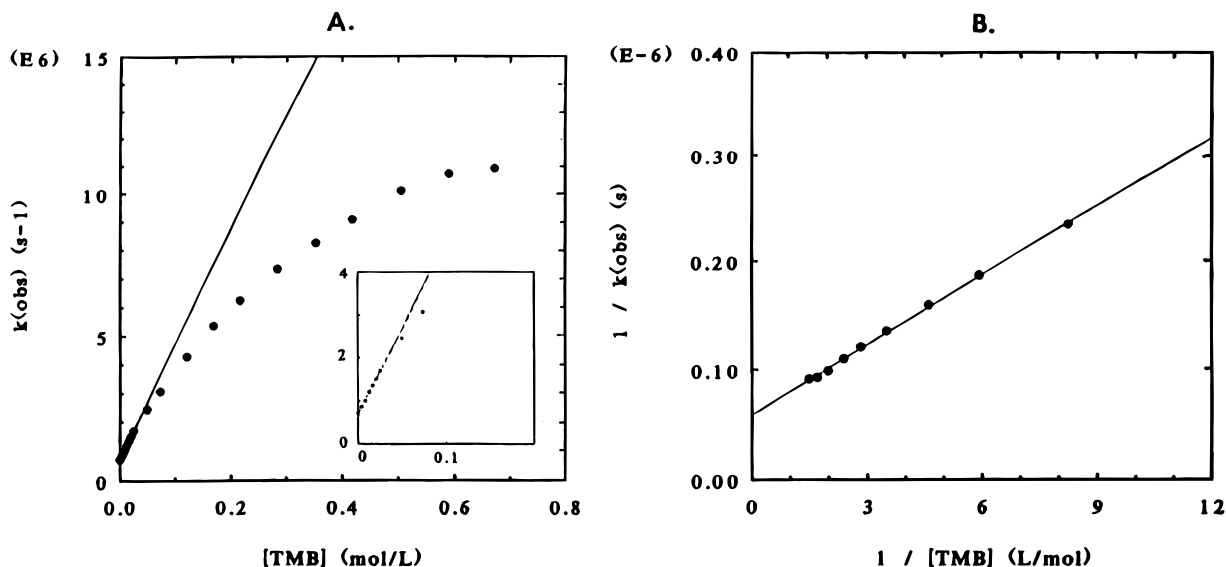 A.
(E6)
15
10
5
0
k(obs) (s-1)
0.0 0.2 0.4 0.6 0.8
[TMB] (mol/L)
4
2
0
0 0.1
B.
(E-6)
0.40
0.30
0.20
0.10
0.00
1 / k(obs) (s)
0 3 6 9 12
1 / [TMB] (L/mol)